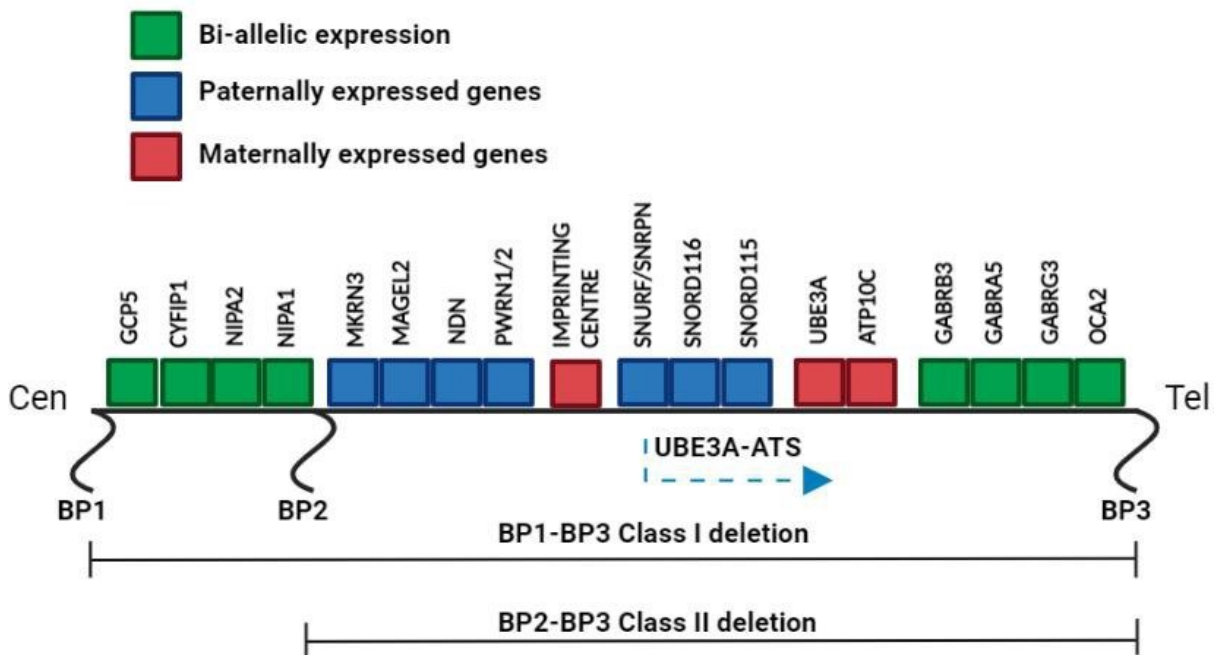 Bi-allelic expression
Paternally expressed genes
Maternally expressed genes
GCP5
CYFIP1
NIPA2
NIPA1
MKRN3
MAGEL2
NDN
PWRN1/2
IMPRINTING
CENTRE
SNURF/SNRPN
SNORD116
SNORD115
UBE3A
ATP10C
GABRB3
GABRA5
GABRG3
OCA2
Cen
Tel
UBE3A-ATS
BP1
BP2
BP3
BP1-BP3 Class I deletion
BP2-BP3 Class II deletion